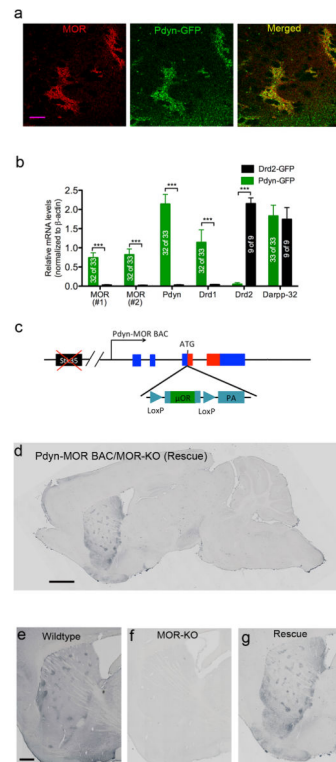 a
MOR
Pdyn-GFP
Merged
b
Drd2-GFP
Pdyn-GFP
Relative mRNA levels
(normalized to β-actin)
2.5
2.0
1.5
1.0
0.5
0.0
***
***
***
***
***
32 of 33
32 of 33
32 of 33
32 of 33
9 of 9
33 of 33
9 of 9
MOR
(#1)
MOR
(#2)
Pdyn
Drd1
Drd2
Darpp-32
c
Pdyn-MOR BAC
ATG
Stk35
μOR
PA
LoxP
LoxP
d
Pdyn-MOR BAC/MOR-KO (Rescue)
e
Wildtype
f
MOR-KO
g
Rescue